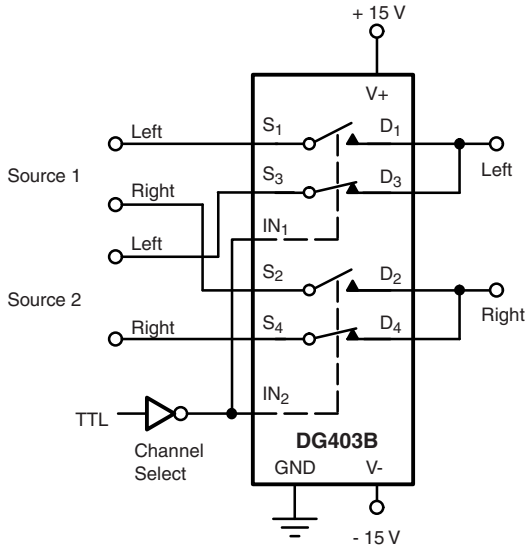 + 15 V
V+
Left
S1
D1
Source 1
S3
D3
Left
Right
IN1
Left
S2
D2
Source 2
Right
Right
S4
D4
IN2
TTL
Channel
Select
DG403B
GND
V-
- 15 V